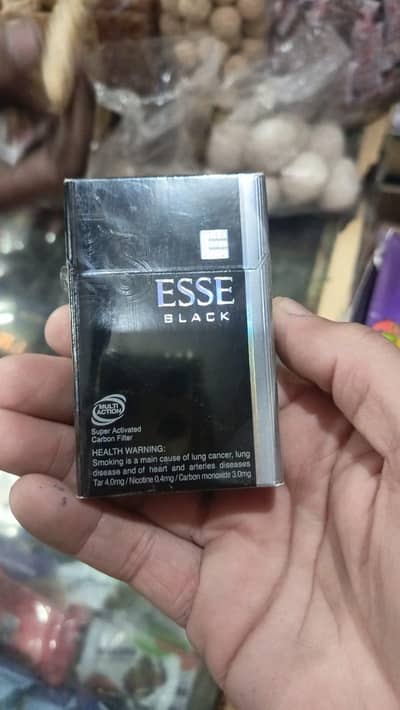 ESSE
BLACK
MULTI
ACTION
Super Activated
Carbon Filter
HEALTH WARNING:
Smoking is a main cause of lung cancer, lung
disease and of heart and arteries diseases
Tar 4.0mg / Nicotine 0.4mg / Carbon monoxide 3.0mg